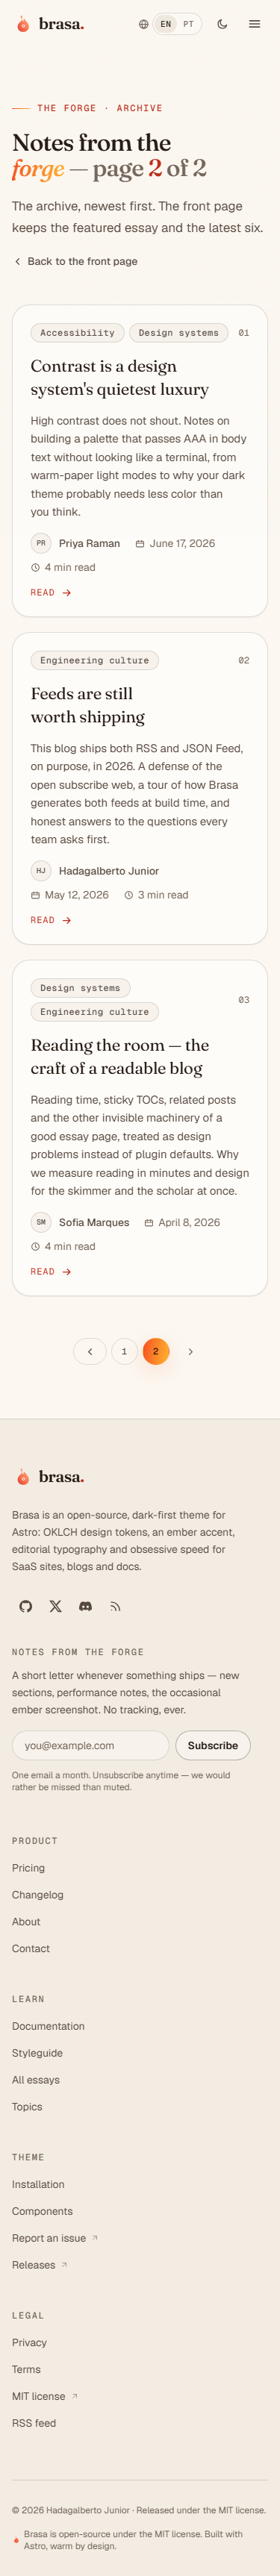 brasa.
EN PT
THE FORGE · ARCHIVE
Notes from the
forge — page 2 of 2
The archive, newest first. The front page
keeps the featured essay and the latest six.
Back to the front page
Accessibility Design systems 01
Contrast is a design
system's quietest luxury
High contrast does not shout. Notes on
building a palette that passes AAA in body
text without looking like a terminal, from
warm-paper light modes to why your dark
theme probably needs less color than
you think.
PR Priya Raman June 17, 2026
4 min read
READ →
Engineering culture 02
Feeds are still
worth shipping
This blog ships both RSS and JSON Feed,
on purpose, in 2026. A defense of the
open subscribe web, a tour of how Brasa
generates both feeds at build time, and
honest answers to the questions every
team asks first.
HJ Hadagalberto Junior
May 12, 2026 3 min read
READ →
Design systems
Engineering culture 03
Reading the room — the
craft of a readable blog
Reading time, sticky TOCs, related posts
and the other invisible machinery of a
good essay page, treated as design
problems instead of plugin defaults. Why
we measure reading in minutes and design
for the skimmer and the scholar at once.
SM Sofia Marques April 8, 2026
4 min read
READ →
1 2
brasa.
Brasa is an open-source, dark-first theme for
Astro: OKLCH design tokens, an ember accent,
editorial typography and obsessive speed for
SaaS sites, blogs and docs.
NOTES FROM THE FORGE
A short letter whenever something ships — new
sections, performance notes, the occasional
ember screenshot. No tracking, ever.
you@example.com Subscribe
One email a month. Unsubscribe anytime — we would
rather be missed than muted.
PRODUCT
Pricing
Changelog
About
Contact
LEARN
Documentation
Styleguide
All essays
Topics
THEME
Installation
Components
Report an issue
Releases
LEGAL
Privacy
Terms
MIT license
RSS feed
© 2026 Hadagalberto Junior · Released under the MIT license.
Brasa is open-source under the MIT license. Built with
Astro, warm by design.